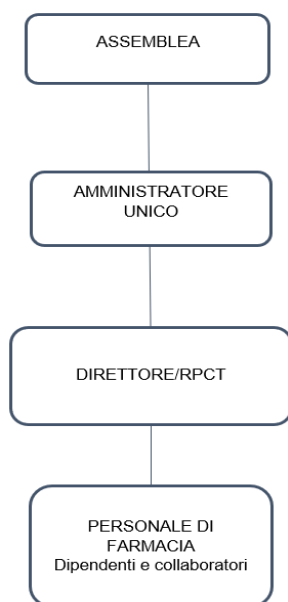 ASSEMBLEA
AMMINISTRATORE
UNICO
DIRETTORE/RPCT
PERSONALE DI
FARMACIA
Dipendenti e collaboratori